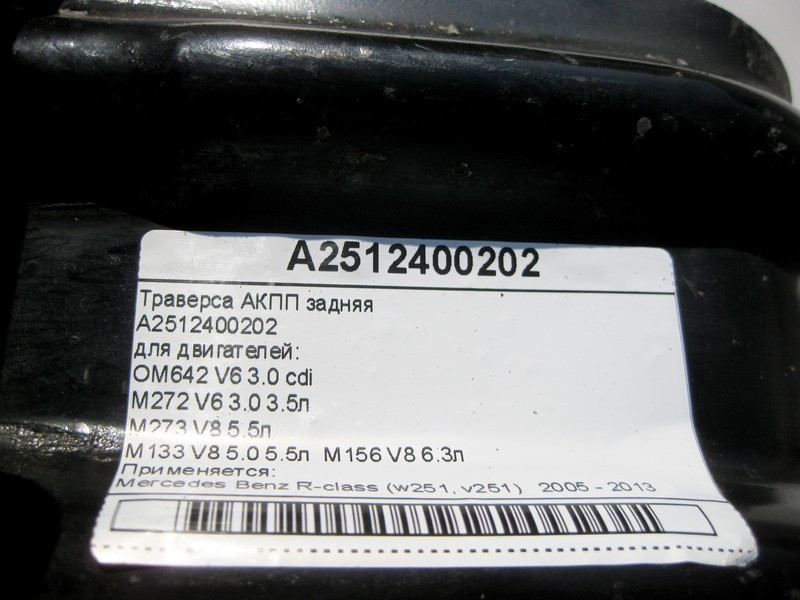 A2512400202
Траверса АКПП задняя
A2512400202
для двигателей:
OM642 V6 3.0 cdi
M272 V6 3.0 3.5л
M273 V8 5.5л
M133 V8 5.0 5.5л M156 V8 6.3л
Применяется:
Mercedes Benz R-class (w251, v251) 2005 - 2013